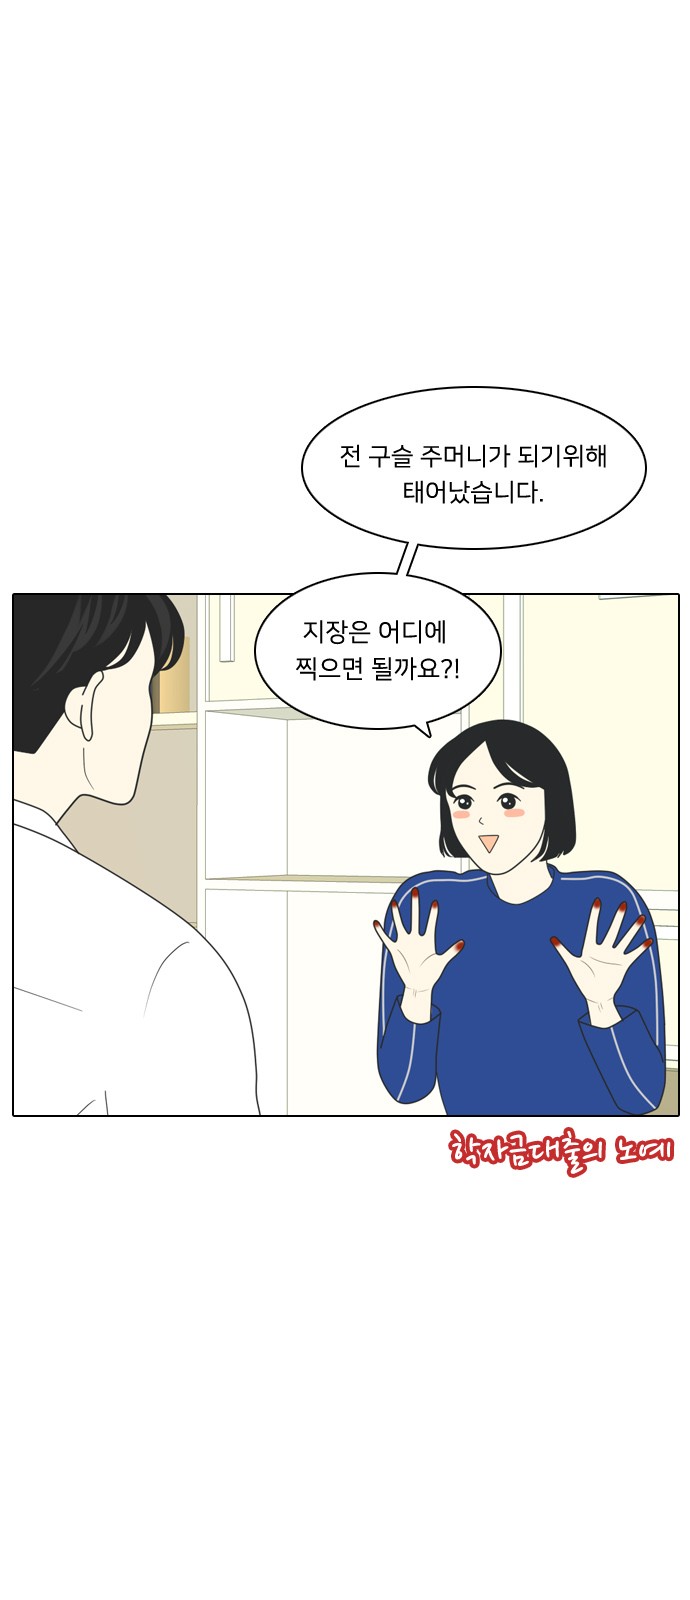 전 구슬 주머니가 되기위해
태어났습니다.
지장은 어디에
찍으면 될까요?!
학자금대출의 노예